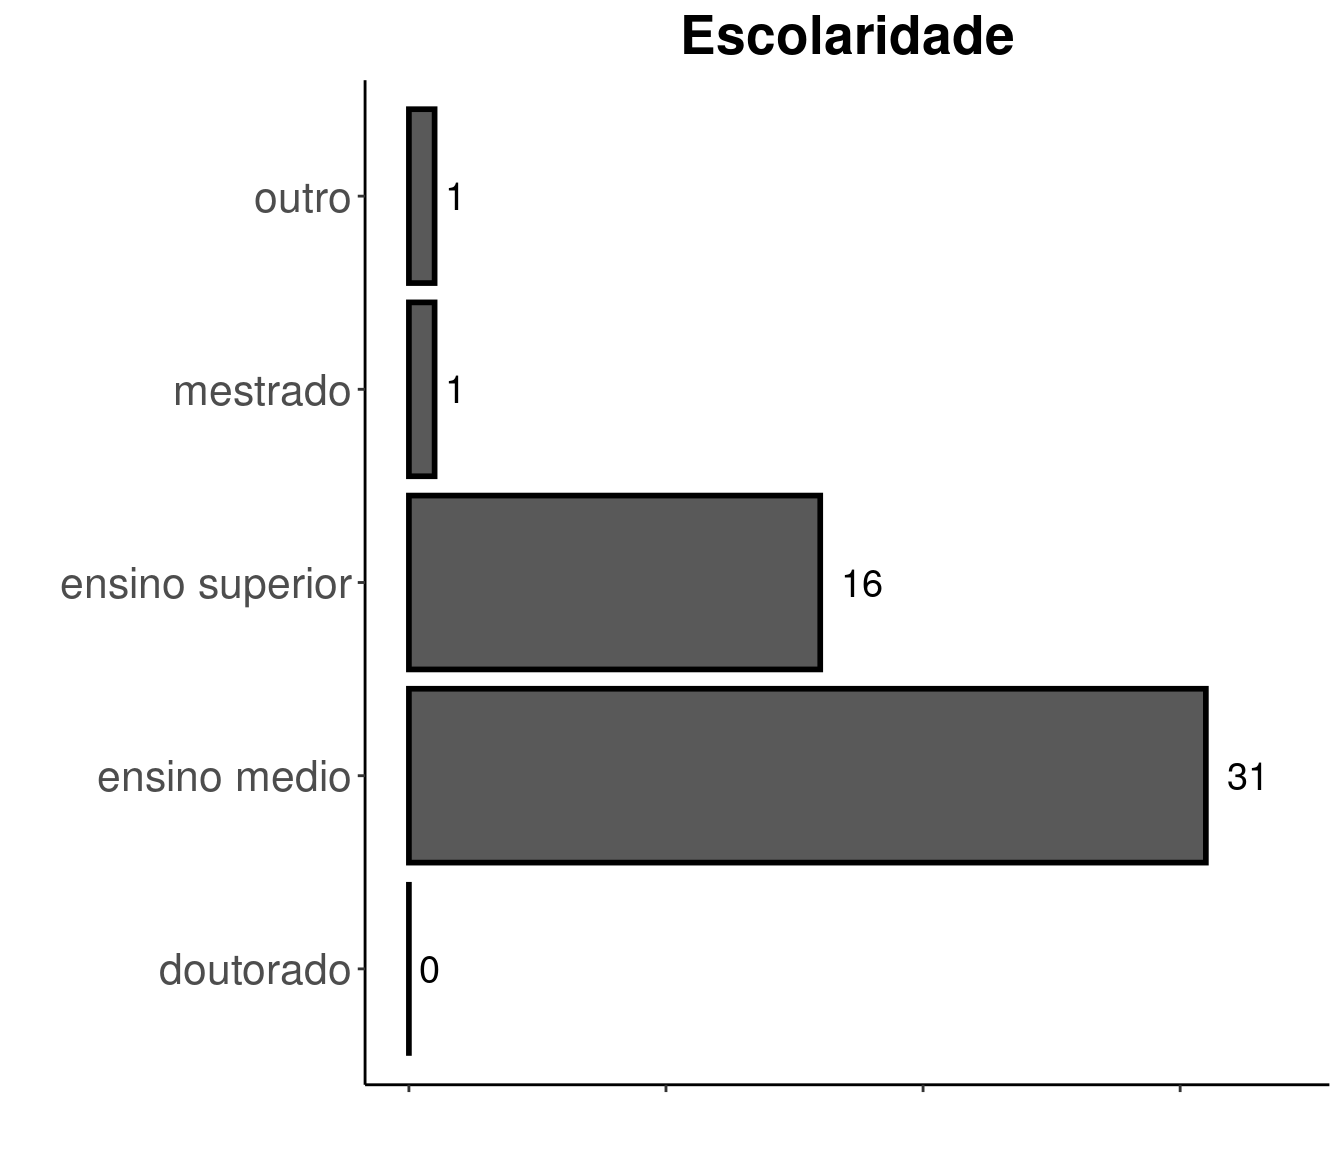 Escolaridade
outro 1
mestrado 1
ensino superior 16
ensino medio 31
doutorado 0